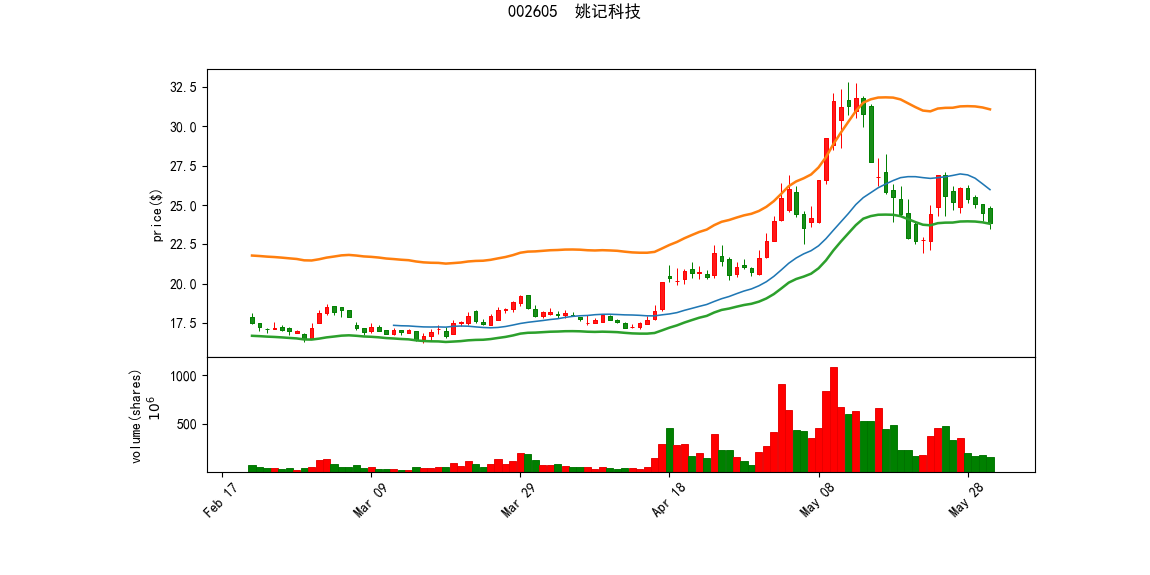 002605 姚记科技
price($)
32.5
30.0
27.5
25.0
22.5
20.0
17.5
volume(shares)
10^6
1000
500
Feb 17
Mar 09
Mar 29
Apr 18
May 08
May 28